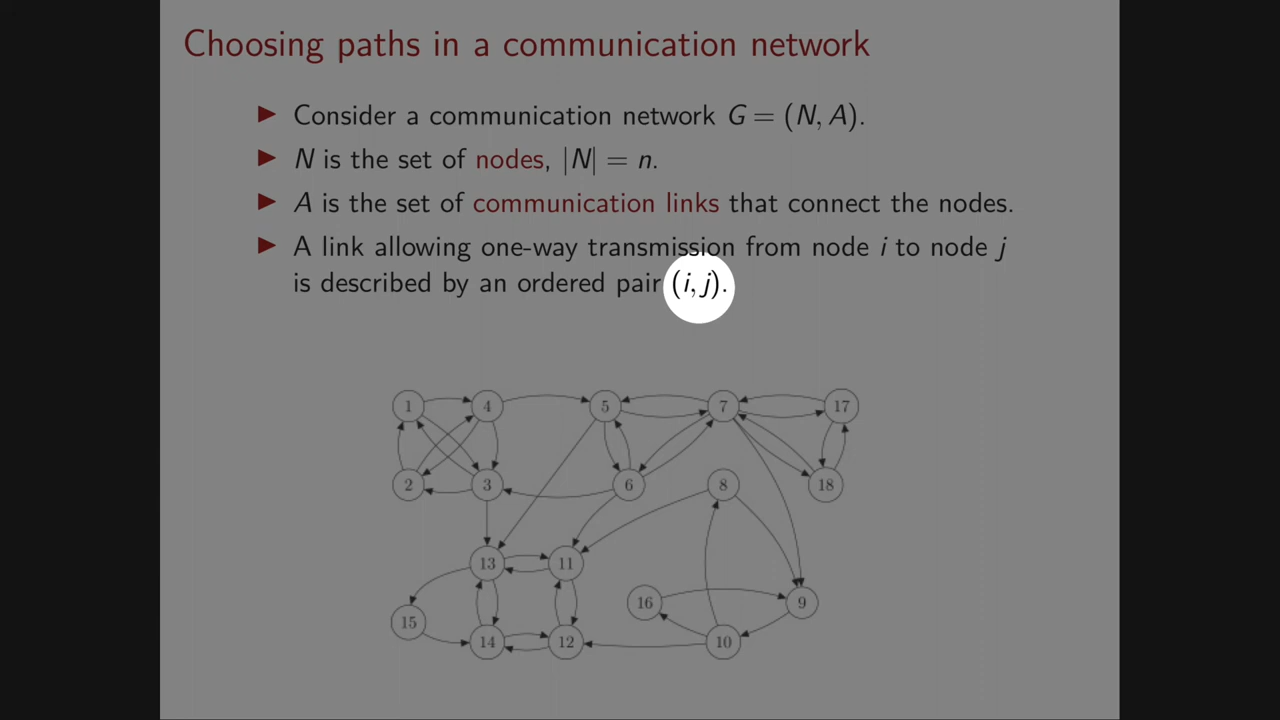 Choosing paths in a communication network
▶ Consider a communication network G = (N, A).
▶ N is the set of nodes, |N| = n.
▶ A is the set of communication links that connect the nodes.
▶ A link allowing one-way transmission from node i to node j
is described by an ordered pair (i, j).
1 4 5 7 17
2 3 6 8 18
13 11
16 9
15
14 12 10